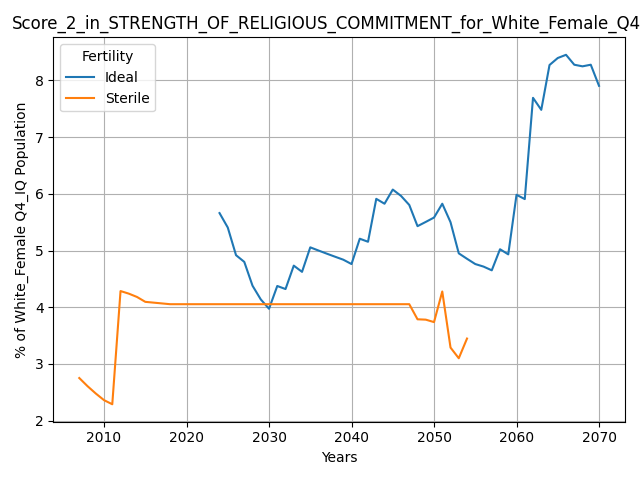 Score_2_in_STRENGTH_OF_RELIGIOUS_COMMITMENT_for_White_Female_Q4
Fertility
Ideal
Sterile
% of White_Female Q4_IQ Population
8
7
6
5
4
3
2
2010 2020 2030 2040 2050 2060 2070
Years